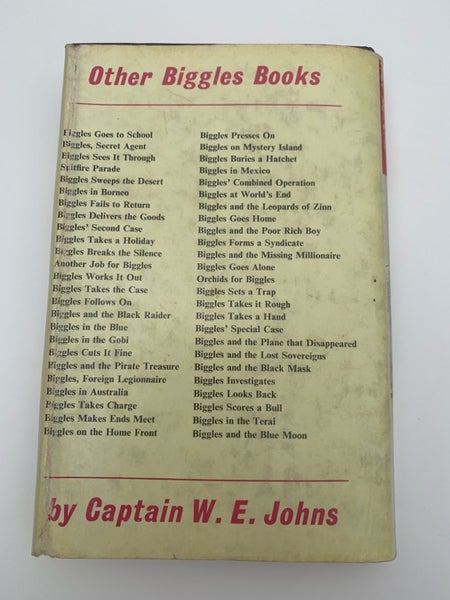 Other Biggles Books
Biggles Goes to School
Biggles, Secret Agent
Biggles Sees It Through
Spitfire Parade
Biggles Sweeps the Desert
Biggles in Borneo
Biggles Fails to Return
Biggles Delivers the Goods
Biggles' Second Case
Biggles Takes a Holiday
Biggles Breaks the Silence
Another Job for Biggles
Biggles Works It Out
Biggles Takes the Case
Biggles Follows On
Biggles and the Black Raider
Biggles in the Blue
Biggles in the Gobi
Biggles Cuts It Fine
Biggles and the Pirate Treasure
Biggles, Foreign Legionnaire
Biggles in Australia
Biggles Takes Charge
Biggles Makes Ends Meet
Biggles on the Home Front
Biggles Presses On
Biggles on Mystery Island
Biggles Buries a Hatchet
Biggles in Mexico
Biggles' Combined Operation
Biggles at World's End
Biggles and the Leopards of Zinn
Biggles Goes Home
Biggles and the Poor Rich Boy
Biggles Forms a Syndicate
Biggles and the Missing Millionaire
Biggles Goes Alone
Orchids for Biggles
Biggles Sets a Trap
Biggles Takes it Rough
Biggles Takes a Hand
Biggles' Special Case
Biggles and the Plane that Disappeared
Biggles and the Lost Sovereigns
Biggles and the Black Mask
Biggles Investigates
Biggles Looks Back
Biggles Scores a Bull
Biggles in the Terai
Biggles and the Blue Moon
by Captain W. E. Johns